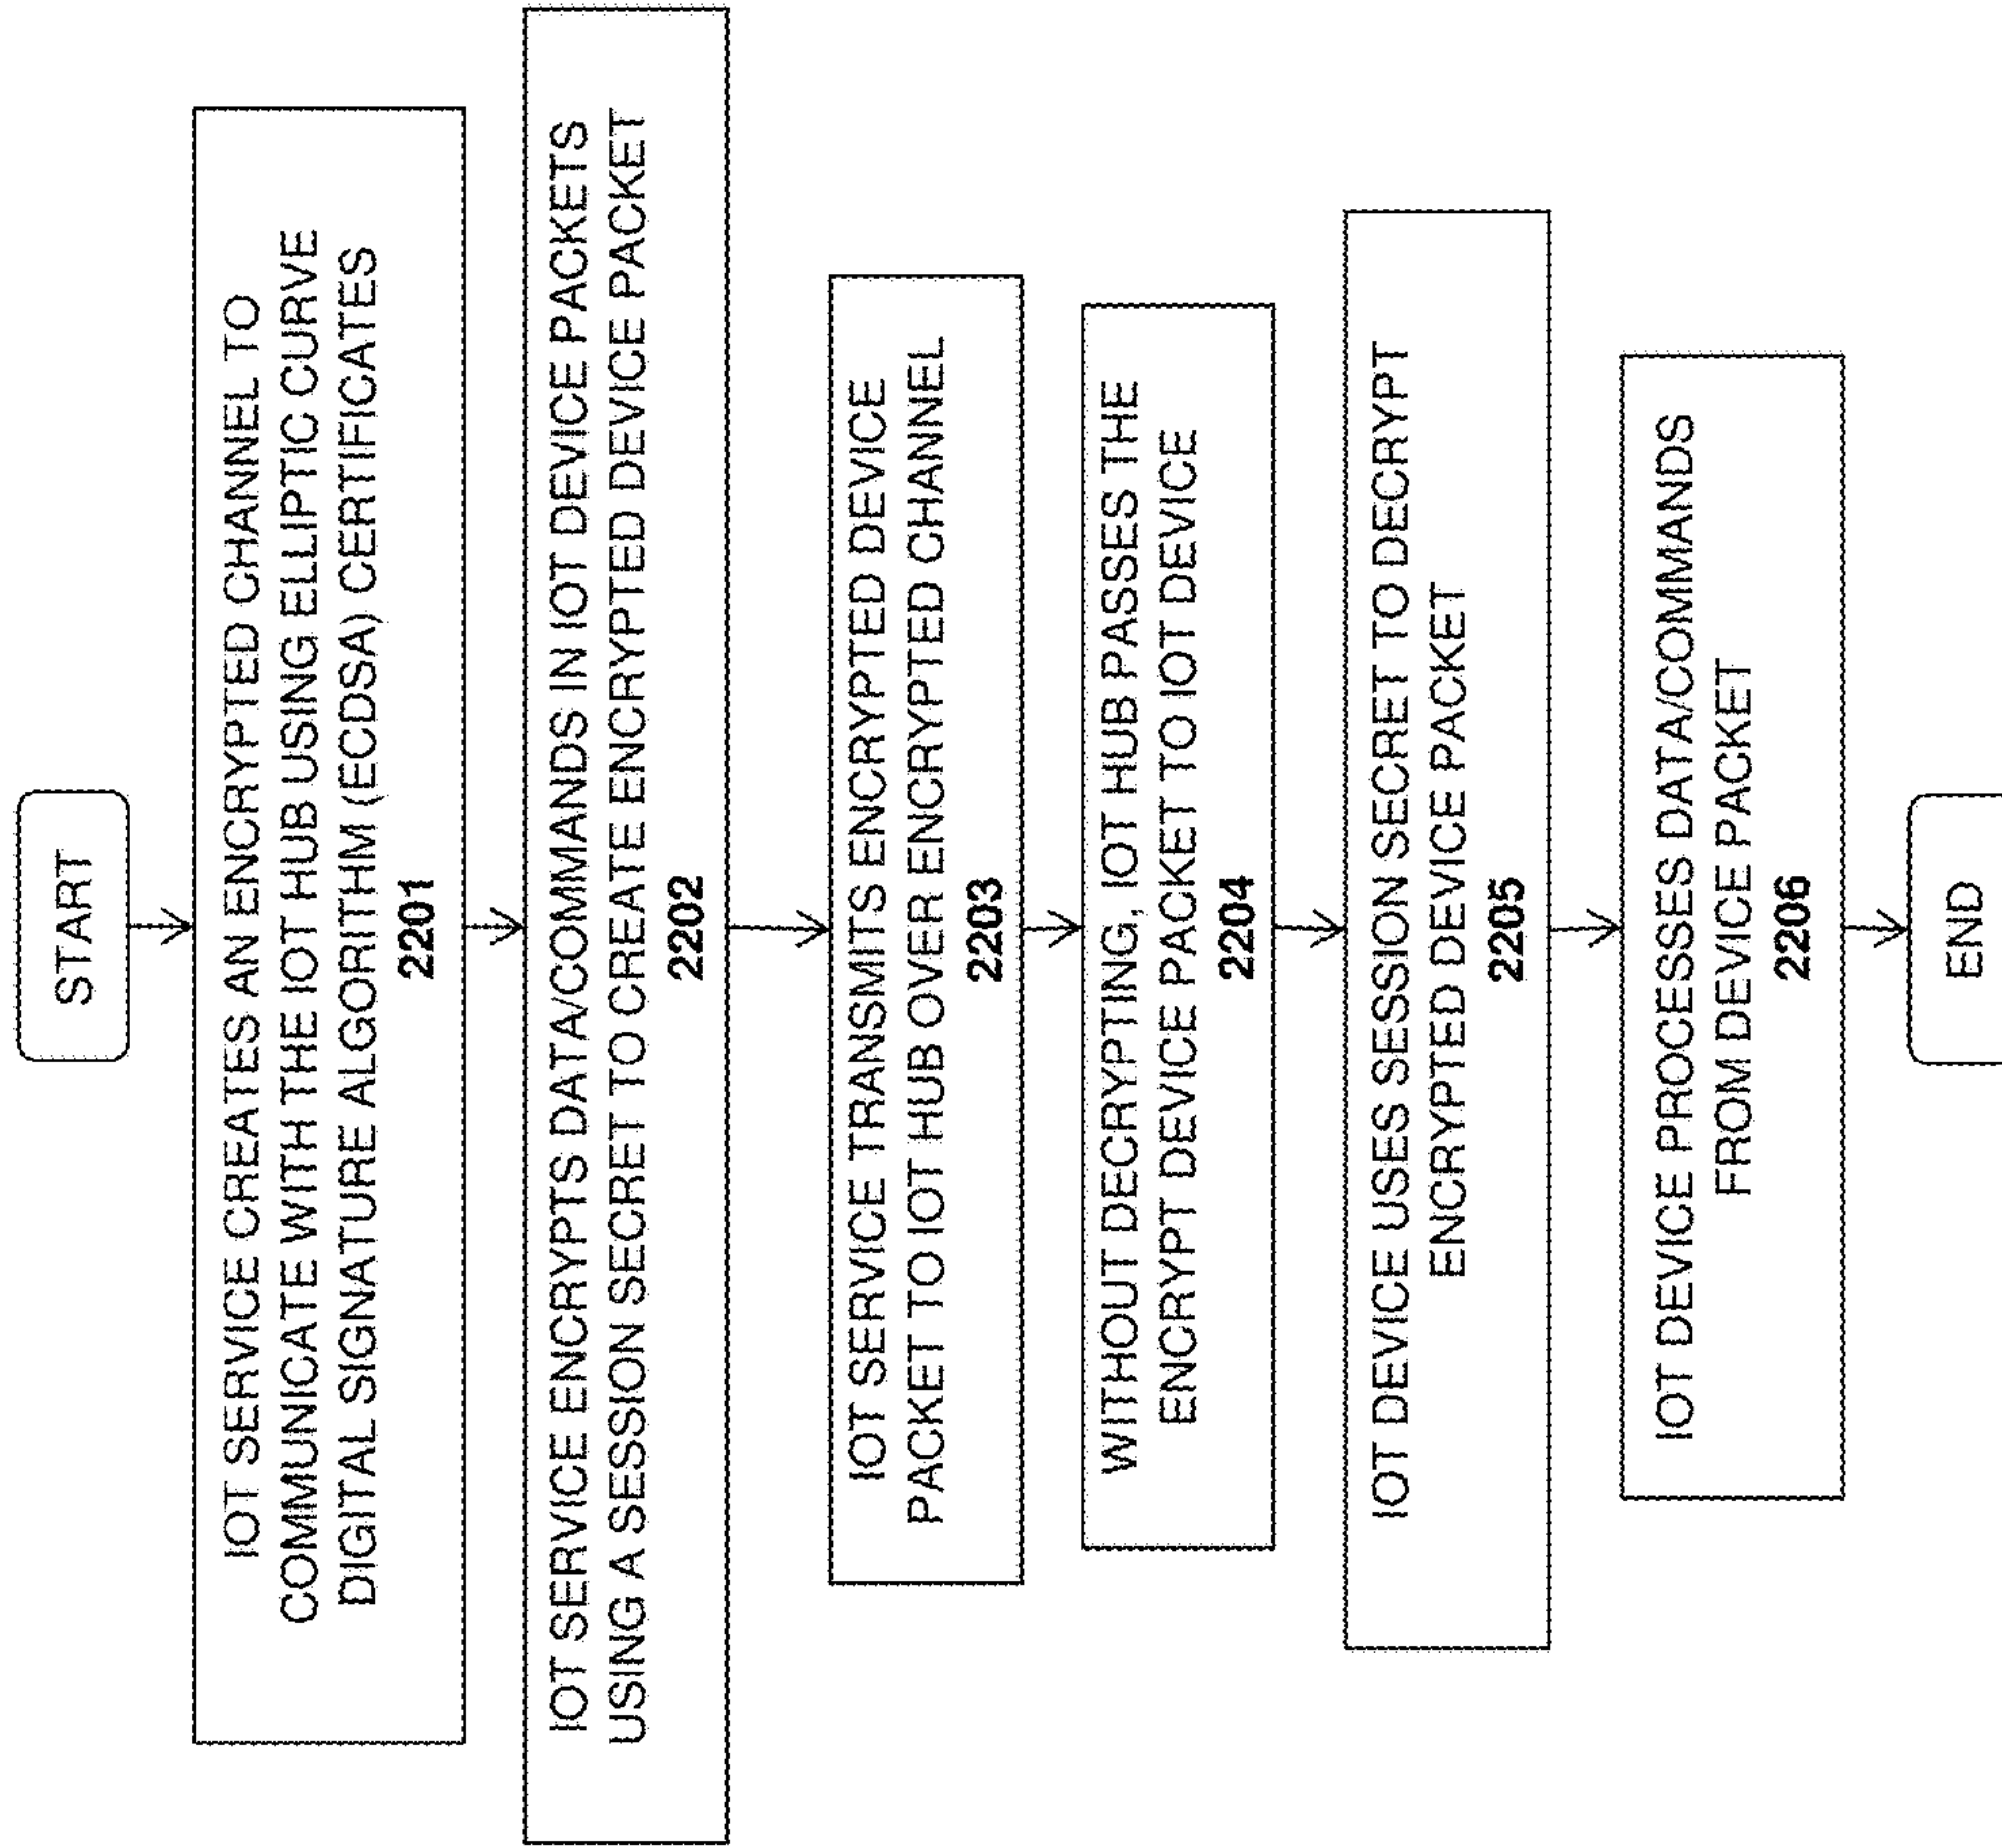 START
IOT SERVICE CREATES AN ENCRYPTED CHANNEL TO
COMMUNICATE WITH THE IOT HUB USING ELLIPTIC CURVE
DIGITAL SIGNATURE ALGORITHM (ECDSA) CERTIFICATES
2201
IOT SERVICE ENCRYPTS DATA/COMMANDS IN IOT DEVICE PACKETS
USING A SESSION SECRET TO CREATE ENCRYPTED DEVICE PACKET
2202
IOT SERVICE TRANSMITS ENCRYPTED DEVICE
PACKET TO IOT HUB OVER ENCRYPTED CHANNEL
2203
WITHOUT DECRYPTING, IOT HUB PASSES THE
ENCRYPT DEVICE PACKET TO IOT DEVICE
2204
IOT DEVICE USES SESSION SECRET TO DECRYPT
ENCRYPTED DEVICE PACKET
2205
IOT DEVICE PROCESSES DATA/COMMANDS
FROM DEVICE PACKET
2206
END